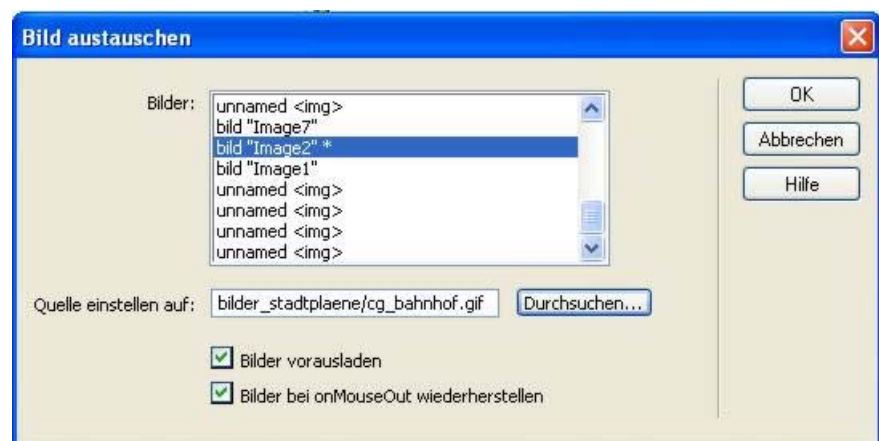 Bild austauschen
Bilder:
unnamed <img>
bild "Image7"
bild "Image2" *
bild "Image1"
unnamed <img>
unnamed <img>
unnamed <img>
unnamed <img>
OK
Abbrechen
Hilfe
Quelle einstellen auf: bilder_stadtplaene/cg_bahnhof.gif Durchsuchen...
Bilder vorausladen
Bilder bei onMouseOut wiederherstellen